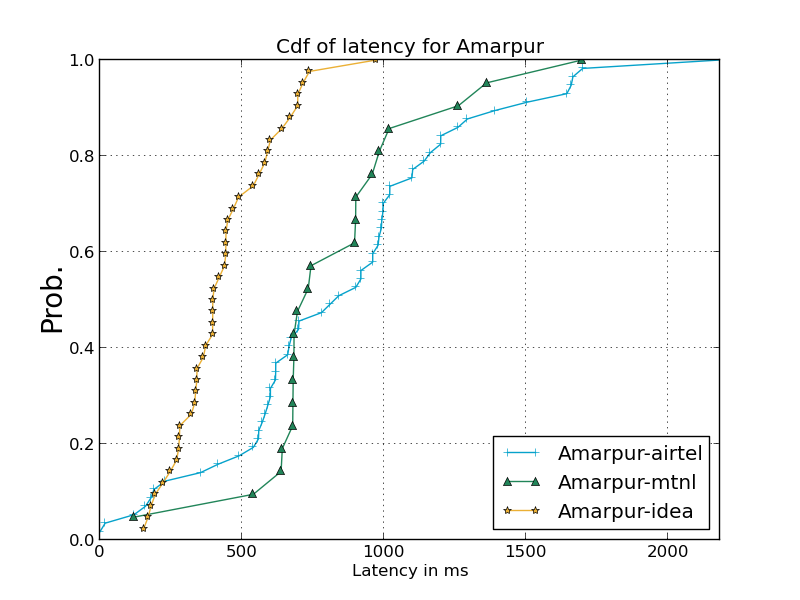 Cdf of latency for Amarpur
1.0
0.8
0.6
0.4
0.2
0.0
Prob.
0 500 1000 1500 2000
Latency in ms
Amarpur-airtel
Amarpur-mtnl
Amarpur-idea